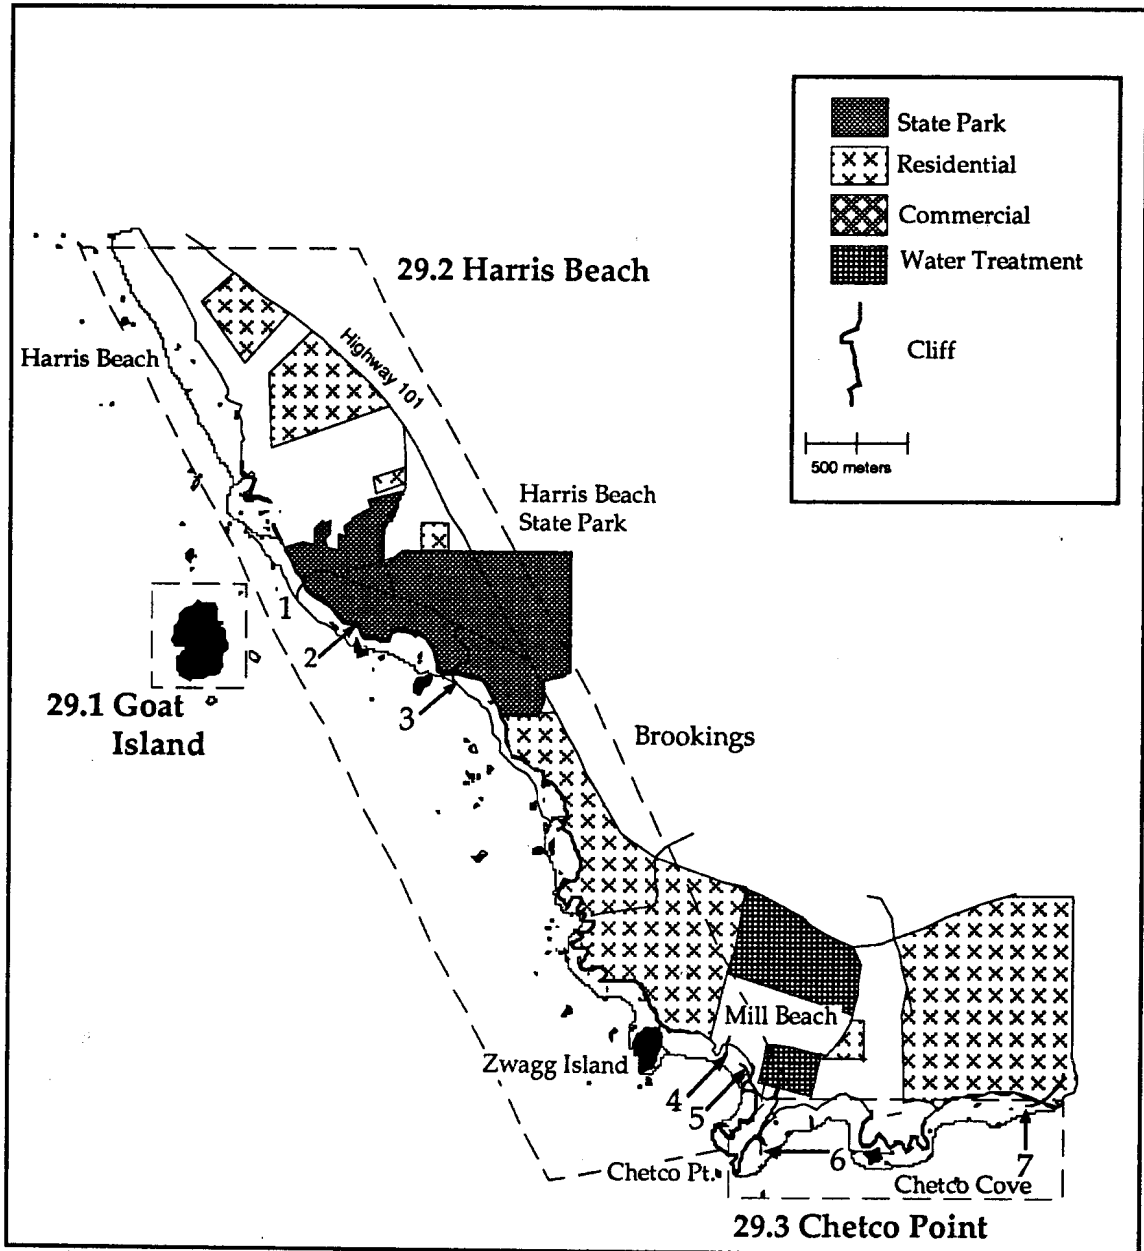 State Park
Residential
Commercial
Water Treatment
Cliff
500 meters
29.2 Harris Beach
Harris Beach
Highway 101
Harris Beach
State Park
1
2
3
29.1 Goat
Island
Brookings
Mill Beach
Zwagg Island
4
5
6
7
Chetco Pt.
Chetco Cove
29.3 Chetco Point